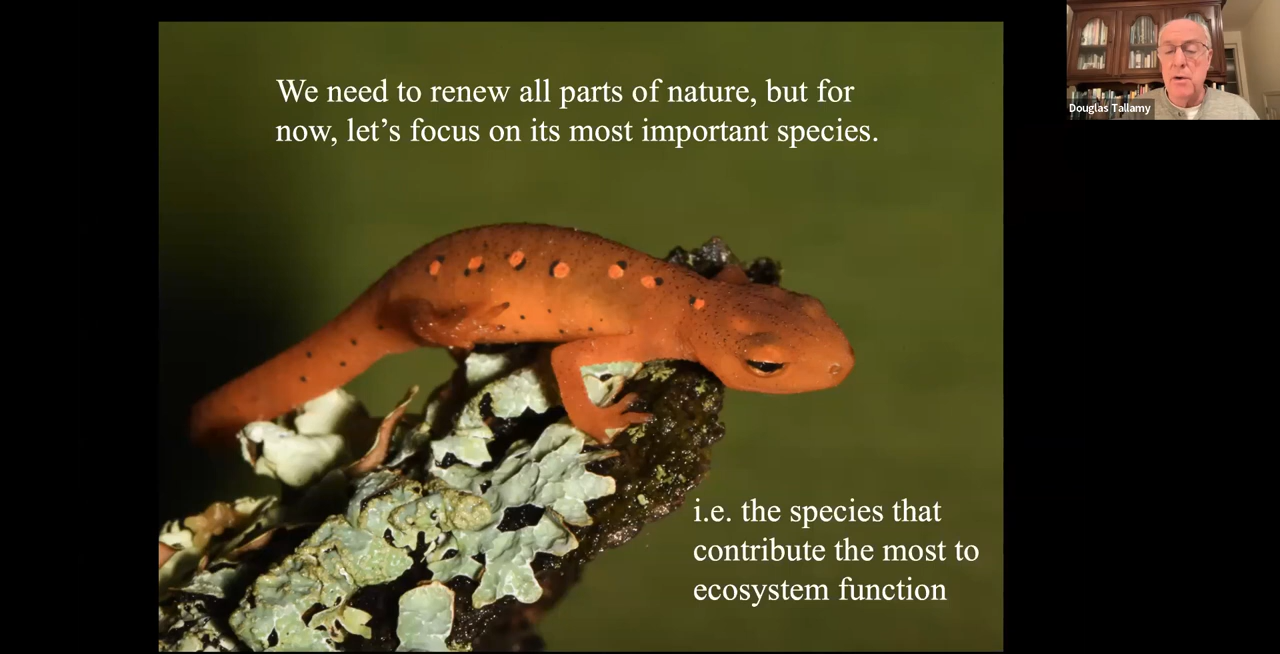 We need to renew all parts of nature, but for
now, let’s focus on its most important species.
Douglas Tallamy
i.e. the species that
contribute the most to
ecosystem function